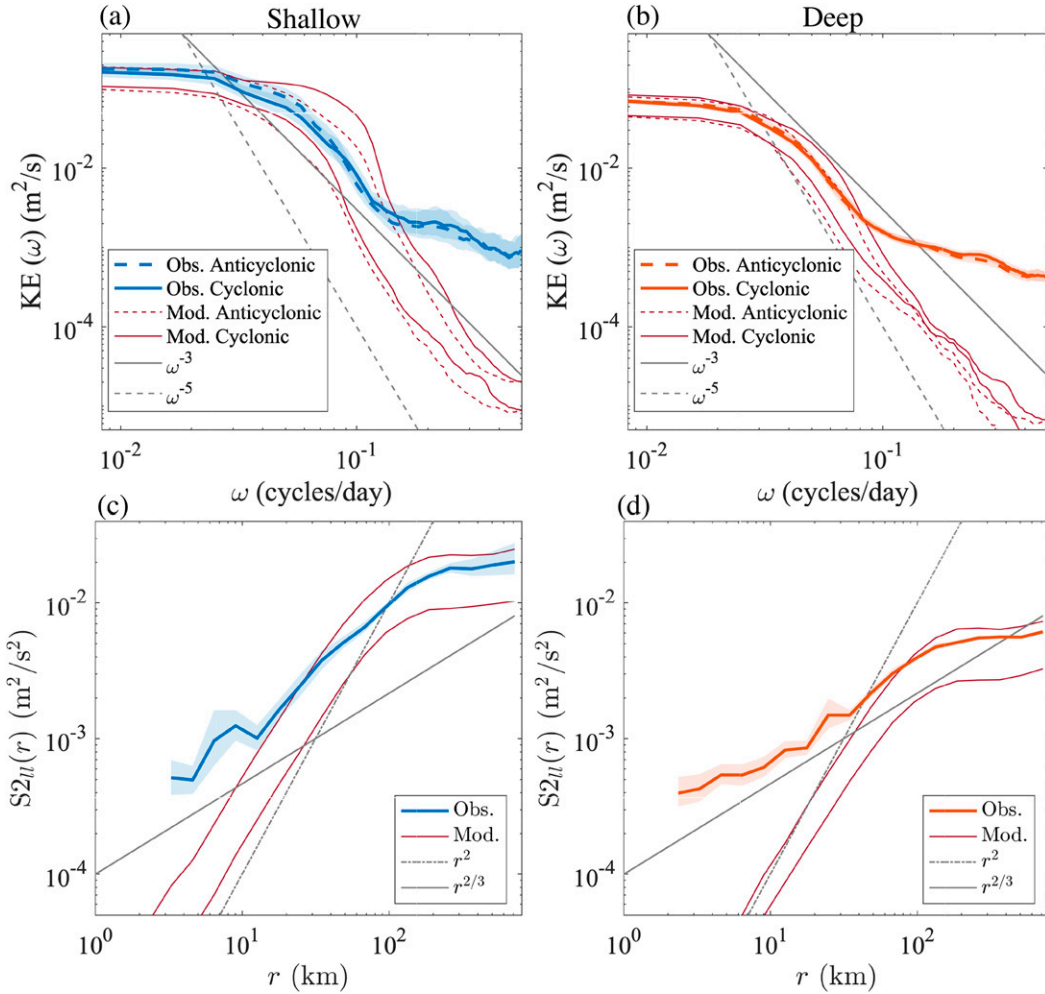 (a) Shallow
(b) Deep
KE (ω) (m²/s)
10⁻²
10⁻⁴
Obs. Anticyclonic
Obs. Cyclonic
Mod. Anticyclonic
Mod. Cyclonic
ω⁻³
ω⁻⁵
10⁻² 10⁻¹
ω (cycles/day)
KE (ω) (m²/s)
10⁻²
10⁻⁴
Obs. Anticyclonic
Obs. Cyclonic
Mod. Anticyclonic
Mod. Cyclonic
ω⁻³
ω⁻⁵
10⁻² 10⁻¹
ω (cycles/day)
(c)
S2ₗₗ(r) (m²/s²)
10⁻²
10⁻³
10⁻⁴
Obs.
Mod.
r²
r²ᐟ³
10⁰ 10¹ 10²
r (km)
(d)
S2ₗₗ(r) (m²/s²)
10⁻²
10⁻³
10⁻⁴
Obs.
Mod.
r²
r²ᐟ³
10⁰ 10¹ 10²
r (km)